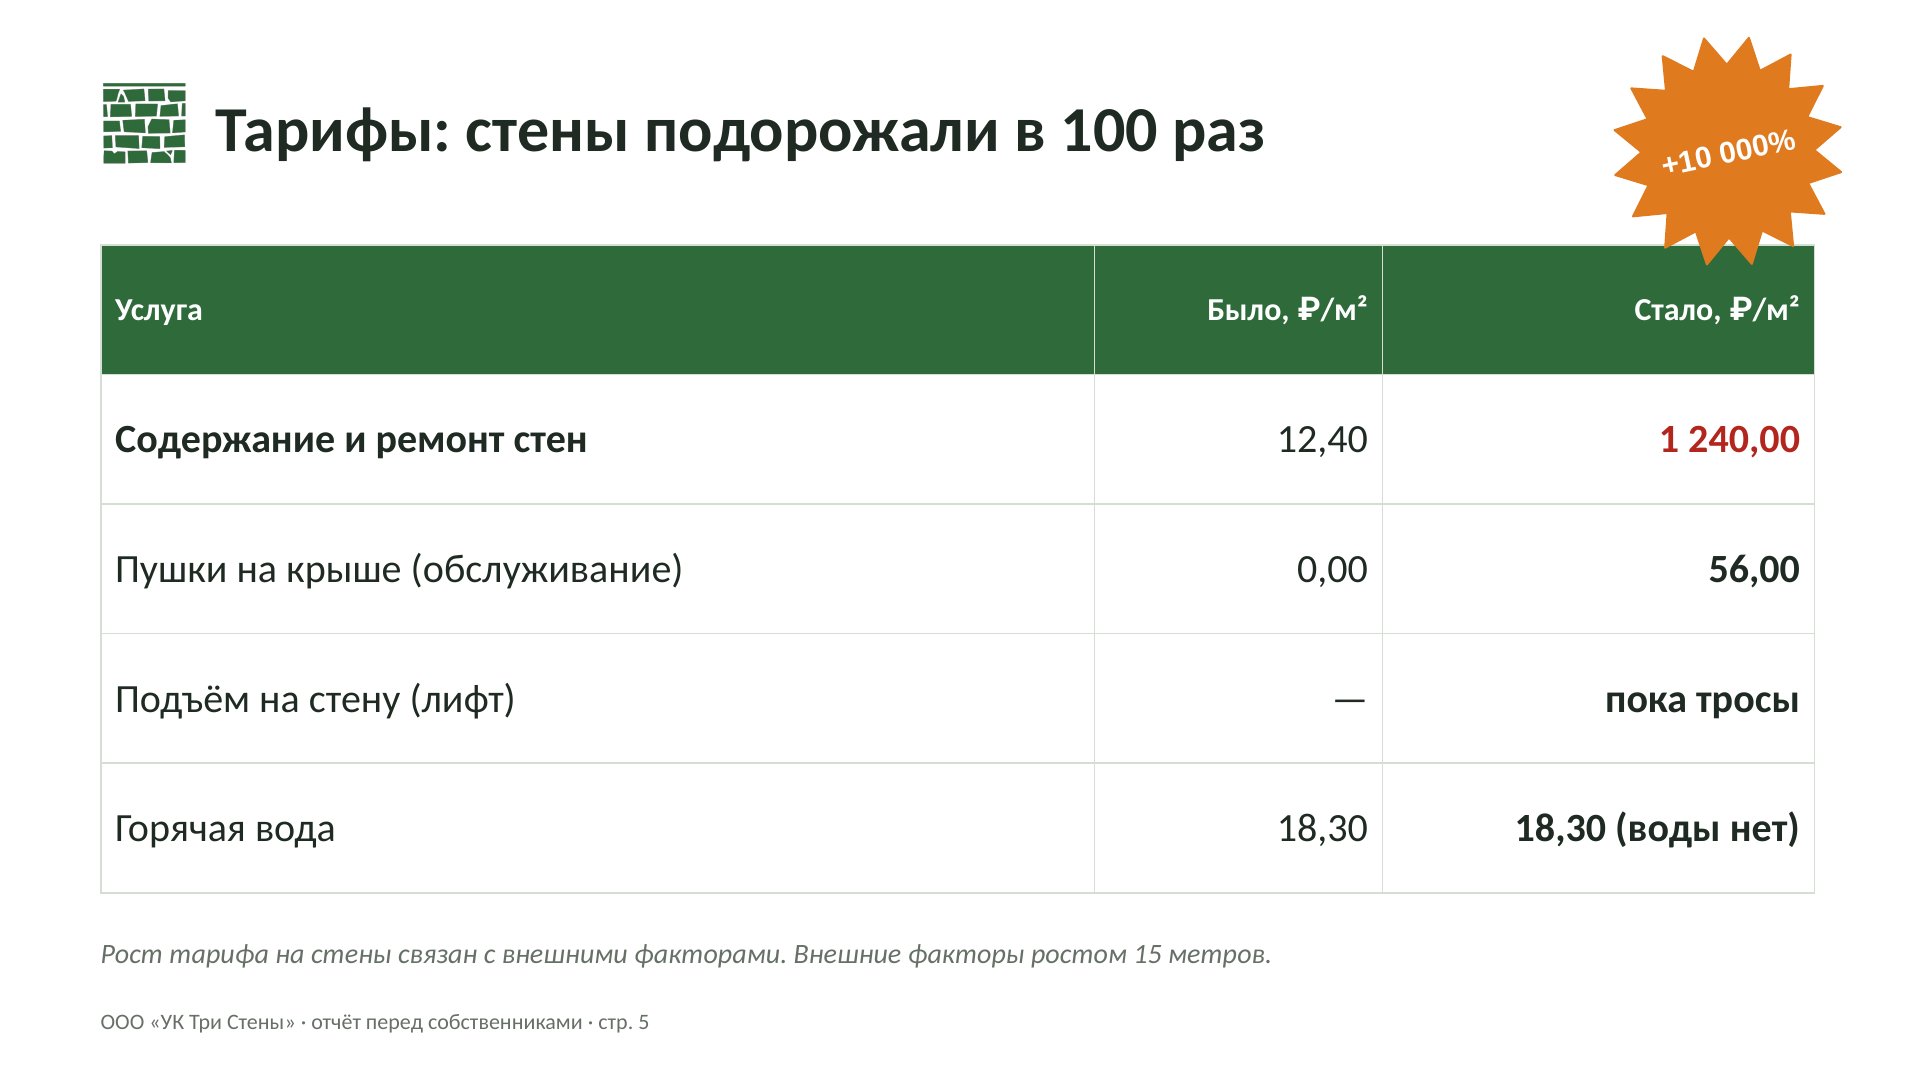 Тарифы: стены подорожали в 100 раз
+10 000%
Услуга Было, ₽/м² Стало, ₽/м²
Содержание и ремонт стен 12,40 1 240,00
Пушки на крыше (обслуживание) 0,00 56,00
Подъём на стену (лифт) — пока тросы
Горячая вода 18,30 18,30 (воды нет)
Рост тарифа на стены связан с внешними факторами. Внешние факторы ростом 15 метров.
ООО «УК Три Стены» · отчёт перед собственниками · стр. 5